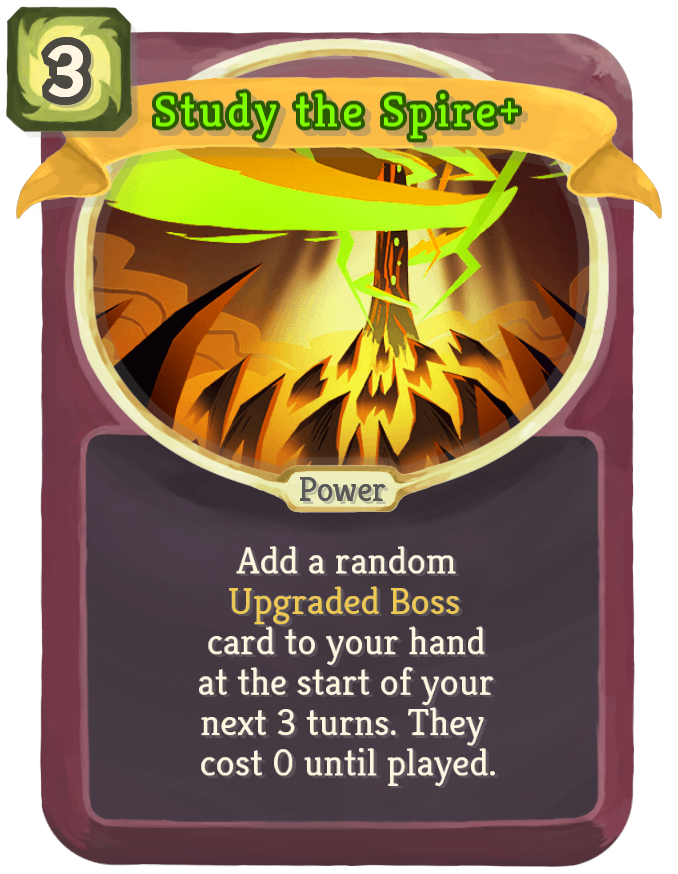 3
Study the Spire+
Power
Add a random
Upgraded Boss
card to your hand
at the start of your
next 3 turns. They
cost 0 until played.